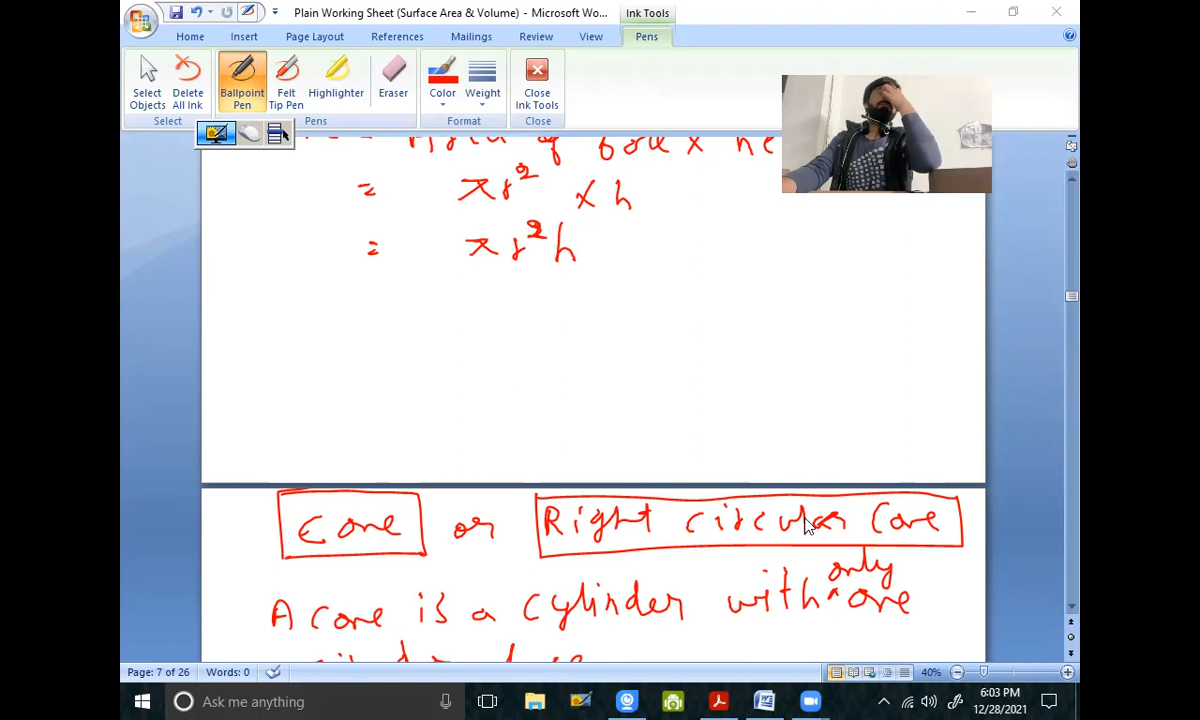 Plain Working Sheet (Surface Area & Volume) - Microsoft Wo...
Ink Tools
Home Insert Page Layout References Mailings Review View Pens
Select Objects
Delete All Ink
Ballpoint Pen
Felt Tip Pen
Highlighter
Eraser
Color
Weight
Close Ink Tools
Select
Pens
Format
Close
of base x he
= πr² x h
= πr²h
Cone or Right circular Cone
only
A cone is a cylinder with ^ one
Page: 7 of 26 Words: 0 40%
Ask me anything
6:03 PM
12/28/2021